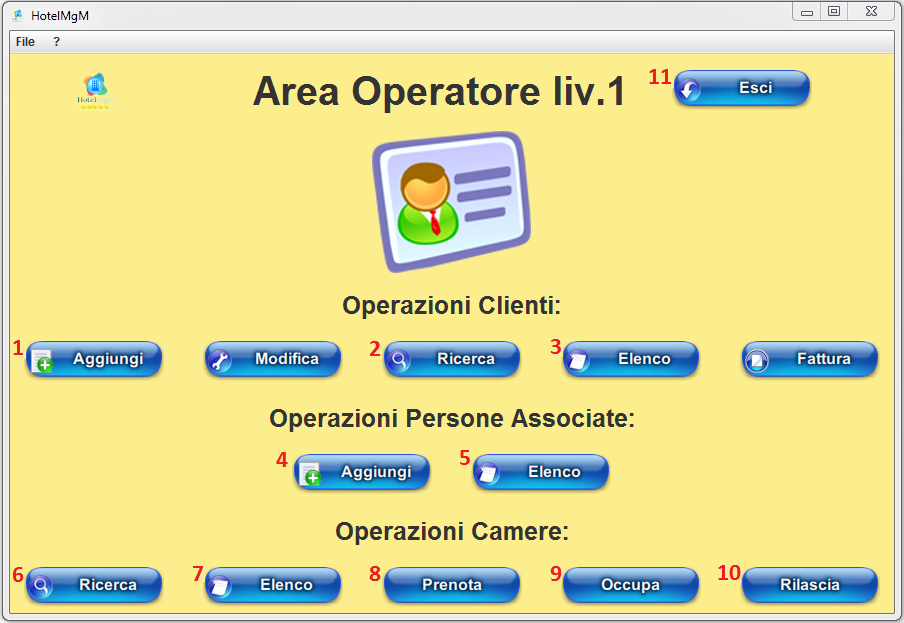 HotelMgM
File ?
Hotel
Area Operatore liv.1
11 Esci
Operazioni Clienti:
1 Aggiungi Modifica 2 Ricerca 3 Elenco Fattura
Operazioni Persone Associate:
4 Aggiungi 5 Elenco
Operazioni Camere:
6 Ricerca 7 Elenco 8 Prenota 9 Occupa 10 Rilascia